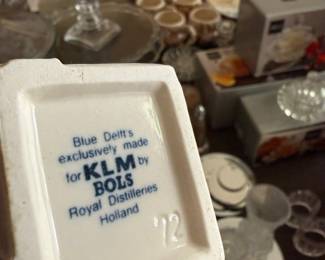 Blue Delft's
exclusively made
for KLM by
BOLS
Royal Distilleries
Holland
'72